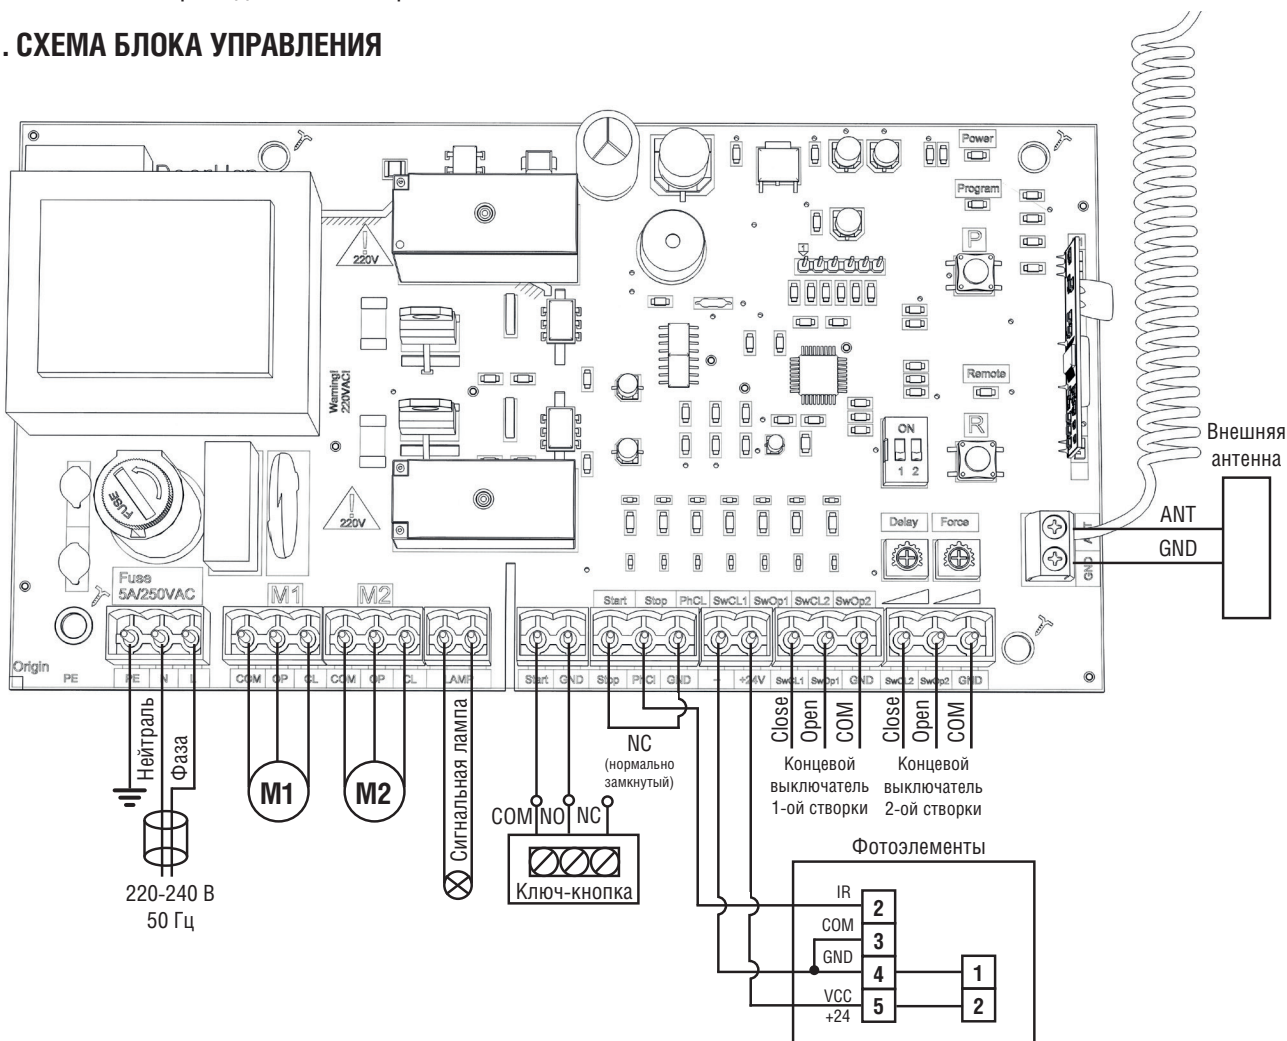 . СХЕМА БЛОКА УПРАВЛЕНИЯ
Power
Program
P
220V
1
Warning!
220VAC!
Remote
R
ON
1 2
FUSE
220V
Delay Force
Внешняя
антенна
ANT
GND
ANT
GND
Fuse
5A/250VAC
M1
M2
Start Stop PhCL SwCL1 SwOp1 SwCL2 SwOp2
Origin
PE
PE N L
COM OP CL COM OP CL LAMP
Start GND Stop PhCl GND - +24V SwCL1 SwOp1 GND SwCL2 SwOp2 GND
Нейтраль
Фаза
M1
M2
Сигнальная лампа
NC
(нормально
замкнутый)
Close
Open
COM
Close
Open
COM
Концевой
выключатель
1-ой створки
Концевой
выключатель
2-ой створки
COM NO NC
Ключ-кнопка
220-240 В
50 Гц
Фотоэлементы
IR
2
COM
3
GND
4
1
VCC
+24
5
2